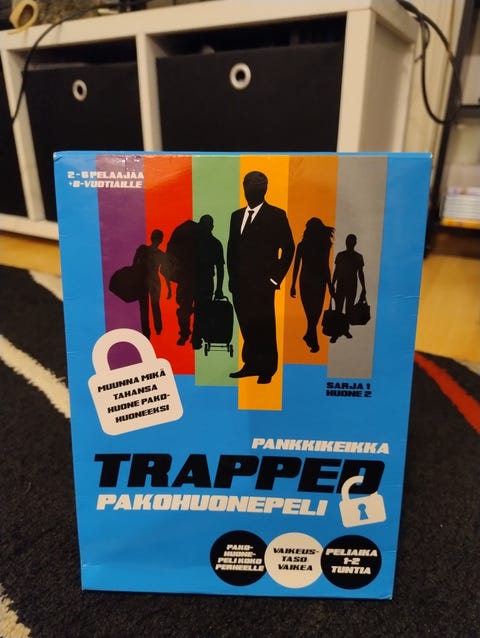 2-6 PELAAJAA
+8-VUOTIAILLE
MUUNNA MIKÄ
TAHANSA
HUONE PAKO-
HUONEEKSI
SARJA 1
HUONE 2
PANKKIKEIKKA
TRAPPED
PAKOHUONEPELI
PAKO-
HUONE-
PELI KOKO
PERHEELLE
VAIKEUS-
TASO
VAIKEA
PELIAIKA
1-2
TUNTIA